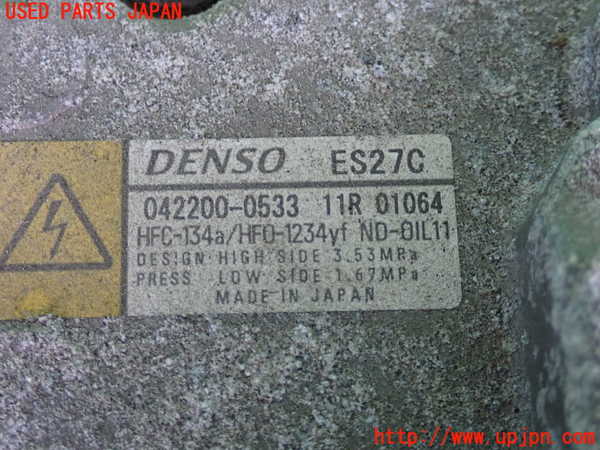 USED PARTS JAPAN
DENSO ES27C
042200-0533 11R 01064
HFC-134a/HFO-1234yf ND-OIL11
DESIGN HIGH SIDE 3.53MPa
PRESS LOW SIDE 1.67MPa
MADE IN JAPAN
http://www.upjpn.com/